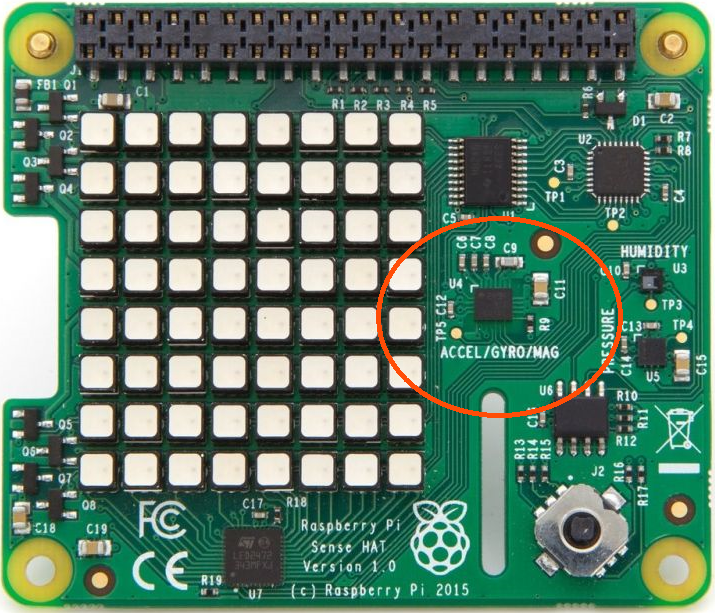 J1
FB1 Q1
C1
R1 R2 R3 R4 R5
R6
D1
C2
Q2
U2
R7
R8
Q3
C3
Q4
TP1
C4
C5
U1
TP2
C6 C7 C8 C9
HUMIDITY
C10
U3
U4
C11
TP3
C12
TP5
R9
PRESSURE
C13
TP4
ACCEL/GYRO/MAG
C14
U5
C15
U6
R10
R11
R12
Q5
Q6
R13 R14 R15
J2
R16
R17
Q7
Q8
C17
R18
C18
C19
FC
CE
Raspberry Pi
Sense HAT
Version 1.0
LED2472
R19
U7
(c) Raspberry Pi 2015